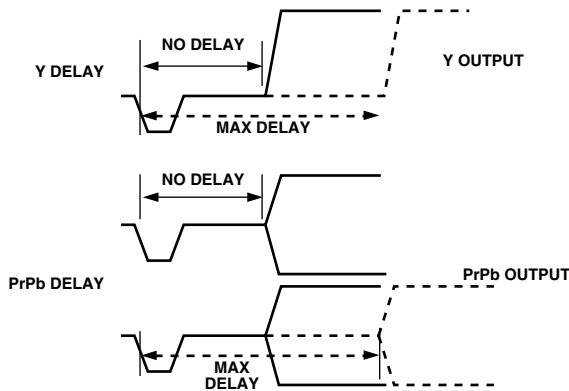 NO DELAY
Y DELAY
Y OUTPUT
MAX DELAY
NO DELAY
PrPb DELAY
PrPb OUTPUT
MAX
DELAY